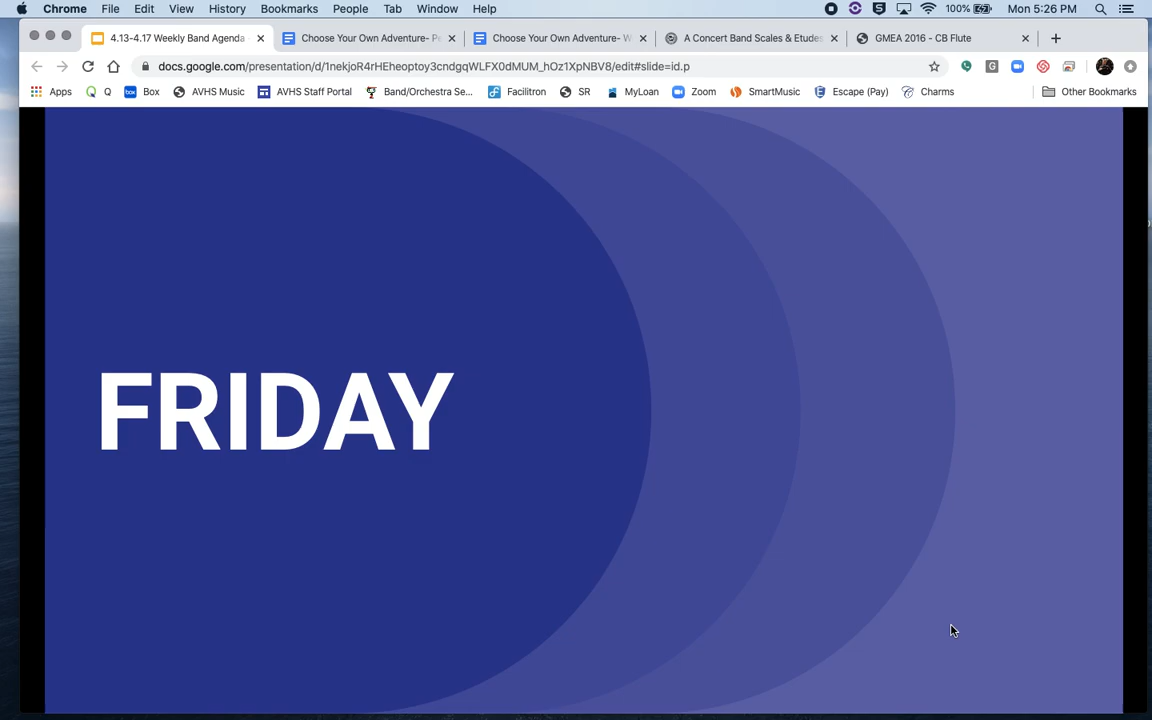 Chrome File Edit View History Bookmarks People Tab Window Help 100% Mon 5:26 PM
4.13-4.17 Weekly Band Agenda Choose Your Own Adventure- Pe Choose Your Own Adventure- W A Concert Band Scales & Etudes GMEA 2016 - CB Flute
docs.google.com/presentation/d/1nekjoR4rHEheoptoy3cndgqWLFX0dMUM_hOz1XpNBV8/edit#slide=id.p
Apps Q Box AVHS Music AVHS Staff Portal Band/Orchestra Se... Facilitron SR MyLoan Zoom SmartMusic Escape (Pay) Charms Other Bookmarks
FRIDAY